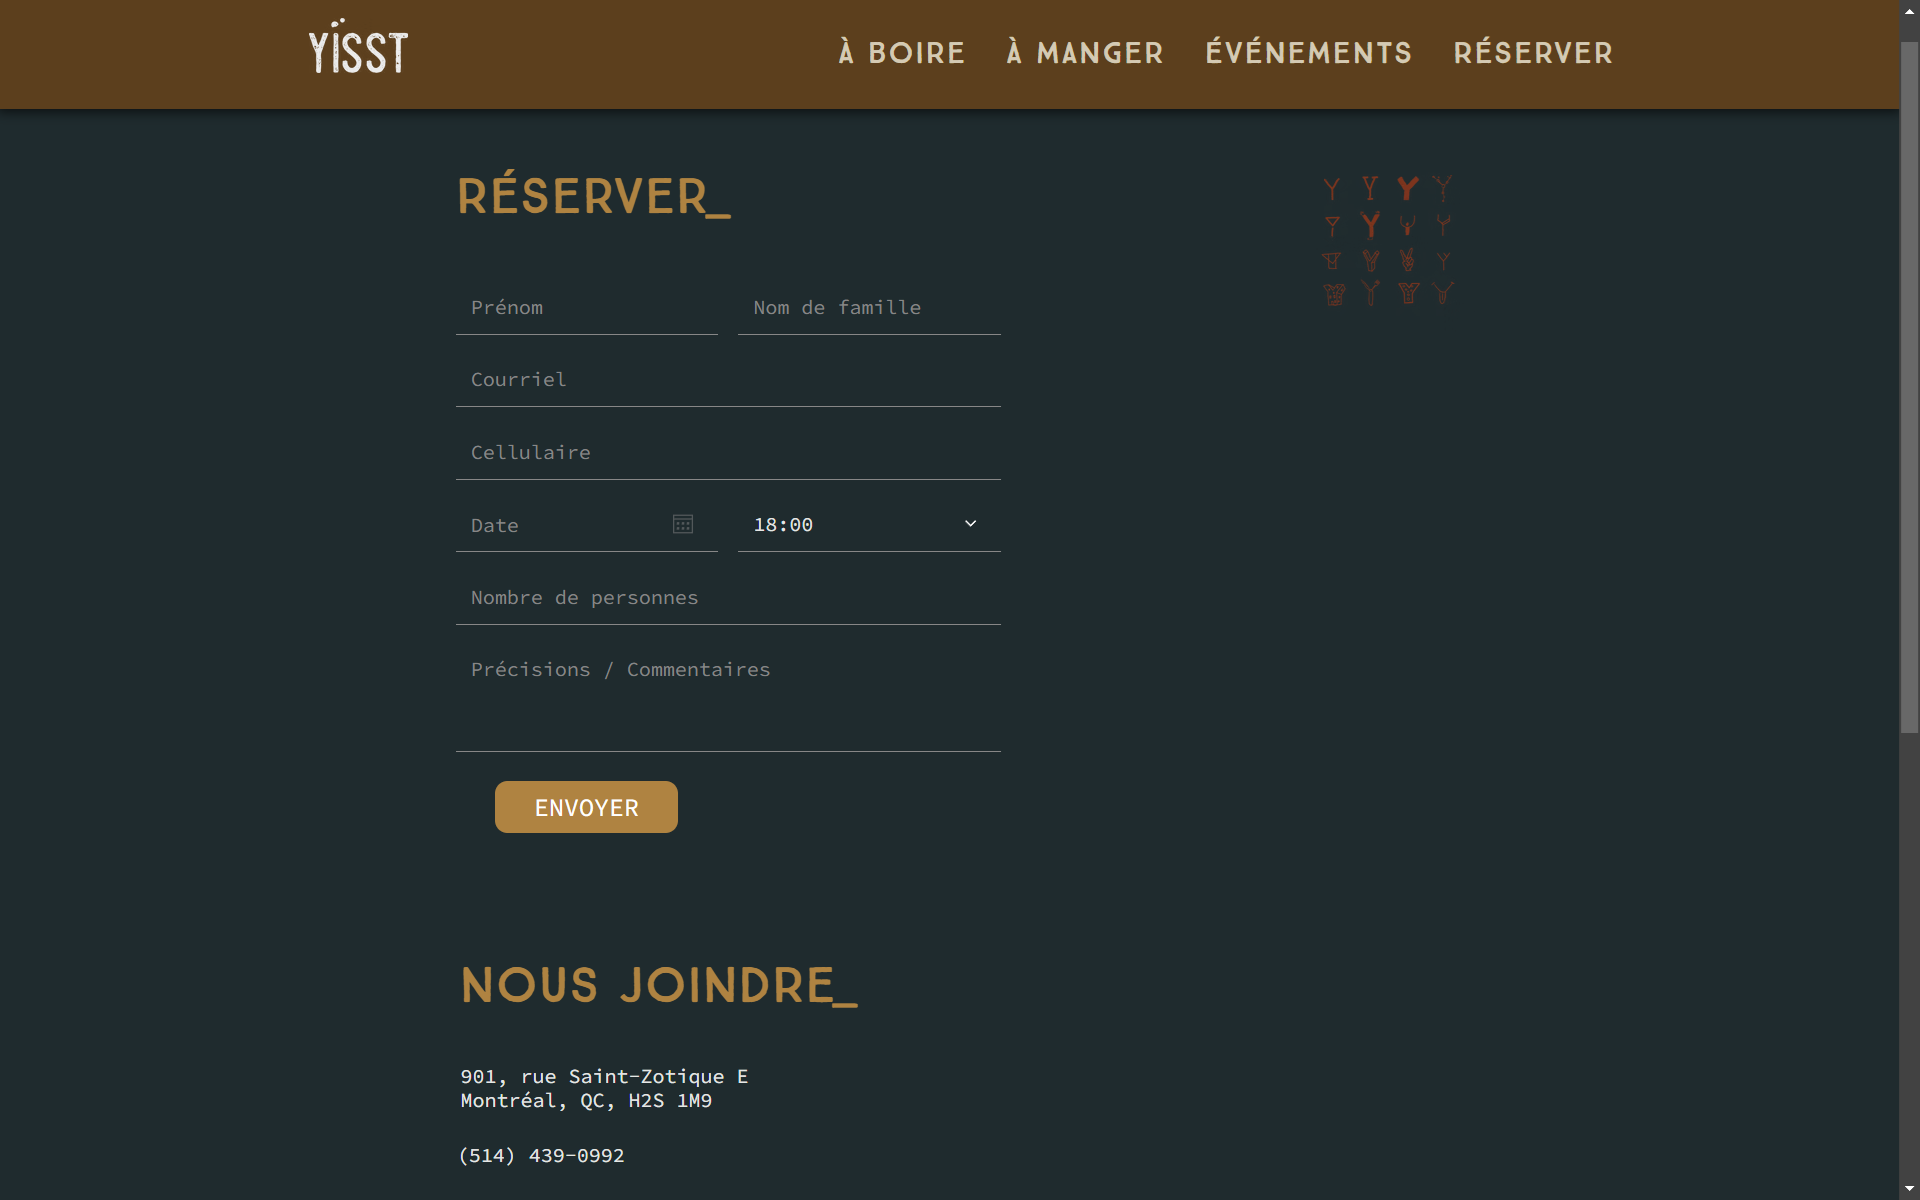 YÏSST
À BOIRE À MANGER ÉVÉNEMENTS RÉSERVER
RÉSERVER_
Prénom Nom de famille
Courriel
Cellulaire
Date 18:00
Nombre de personnes
Précisions / Commentaires
ENVOYER
NOUS JOINDRE_
901, rue Saint-Zotique E
Montréal, QC, H2S 1M9
(514) 439-0992